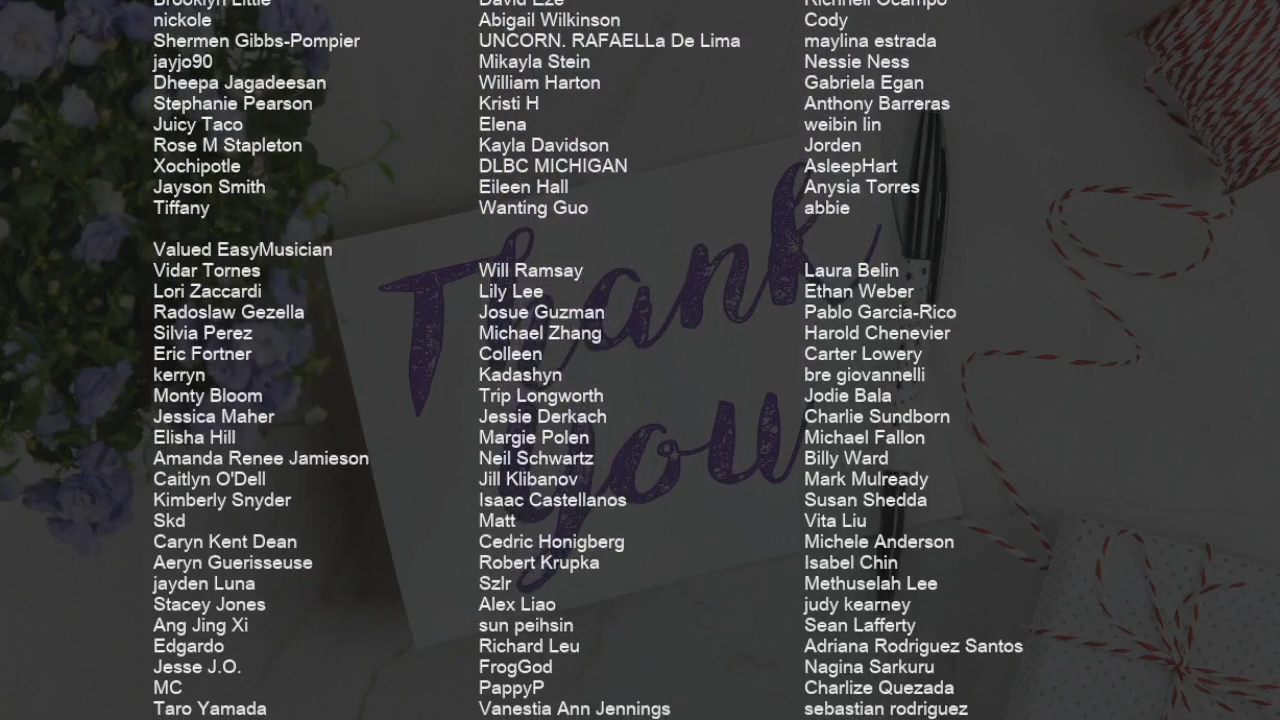 Brooklyn Little David Eze Richnell Ocampo
nickole Abigail Wilkinson Cody
Shermen Gibbs-Pompier UNCORN. RAFAELLa De Lima maylina estrada
jayjo90 Mikayla Stein Nessie Ness
Dheepa Jagadeesan William Harton Gabriela Egan
Stephanie Pearson Kristi H Anthony Barreras
Juicy Taco Elena weibin lin
Rose M Stapleton Kayla Davidson Jorden
Xochipotle DLBC MICHIGAN AsleepHart
Jayson Smith Eileen Hall Anysia Torres
Tiffany Wanting Guo abbie
Valued EasyMusician
Vidar Tornes Will Ramsay Laura Belin
Lori Zaccardi Lily Lee Ethan Weber
Radoslaw Gezella Josue Guzman Pablo Garcia-Rico
Silvia Perez Michael Zhang Harold Chenevier
Eric Fortner Colleen Carter Lowery
kerryn Kadashyn bre giovannelli
Monty Bloom Trip Longworth Jodie Bala
Jessica Maher Jessie Derkach Charlie Sundborn
Elisha Hill Margie Polen Michael Fallon
Amanda Renee Jamieson Neil Schwartz Billy Ward
Caitlyn O'Dell Jill Klibanov Mark Mulready
Kimberly Snyder Isaac Castellanos Susan Shedda
Skd Matt Vita Liu
Caryn Kent Dean Cedric Honigberg Michele Anderson
Aeryn Guerisseuse Robert Krupka Isabel Chin
jayden Luna Szlr Methuselah Lee
Stacey Jones Alex Liao judy kearney
Ang Jing Xi sun peihsin Sean Lafferty
Edgardo Richard Leu Adriana Rodriguez Santos
Jesse J.O. FrogGod Nagina Sarkuru
MC PappyP Charlize Quezada
Taro Yamada Vanestia Ann Jennings sebastian rodriguez
Thank
you